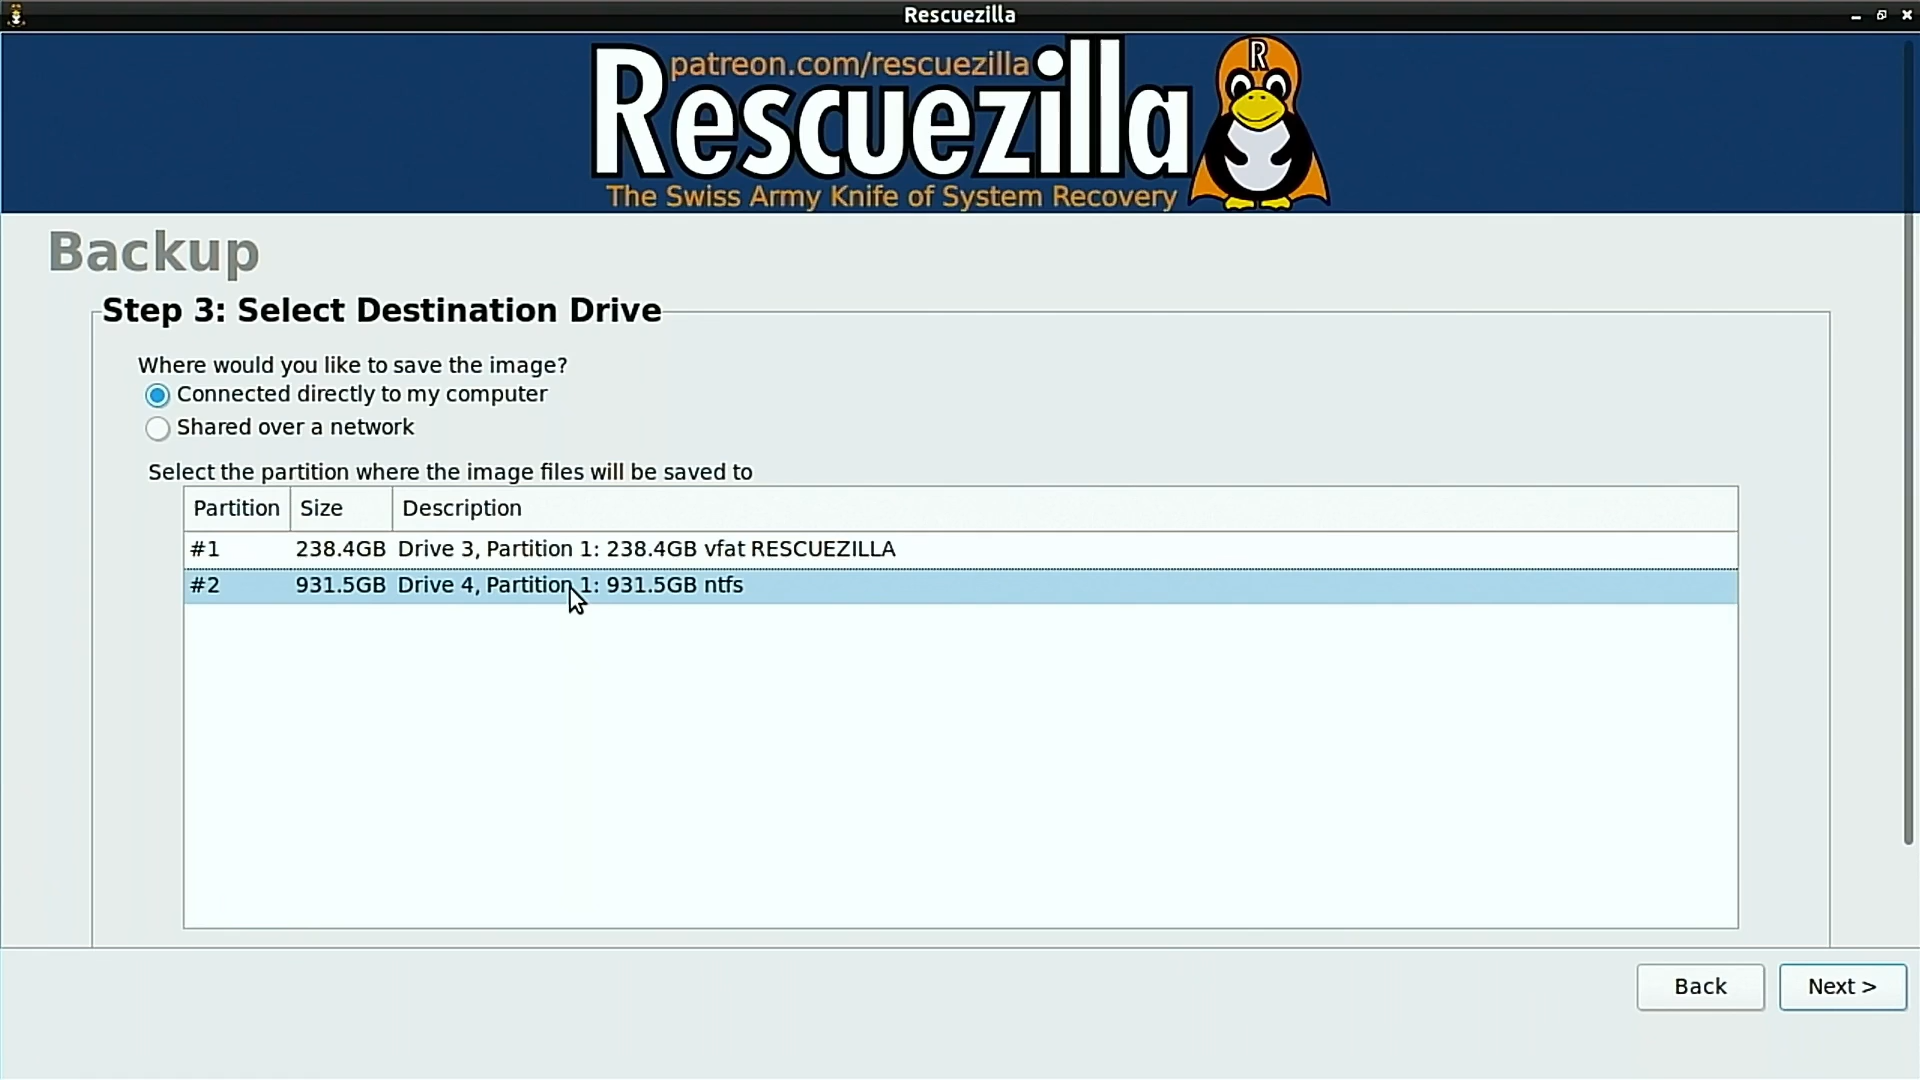 Rescuezilla
patreon.com/rescuezilla
Rescuezilla
R
The Swiss Army Knife of System Recovery
Backup
Step 3: Select Destination Drive
Where would you like to save the image?
Connected directly to my computer
Shared over a network
Select the partition where the image files will be saved to
Partition Size Description
#1 238.4GB Drive 3, Partition 1: 238.4GB vfat RESCUEZILLA
#2 931.5GB Drive 4, Partition 1: 931.5GB ntfs
Back Next >